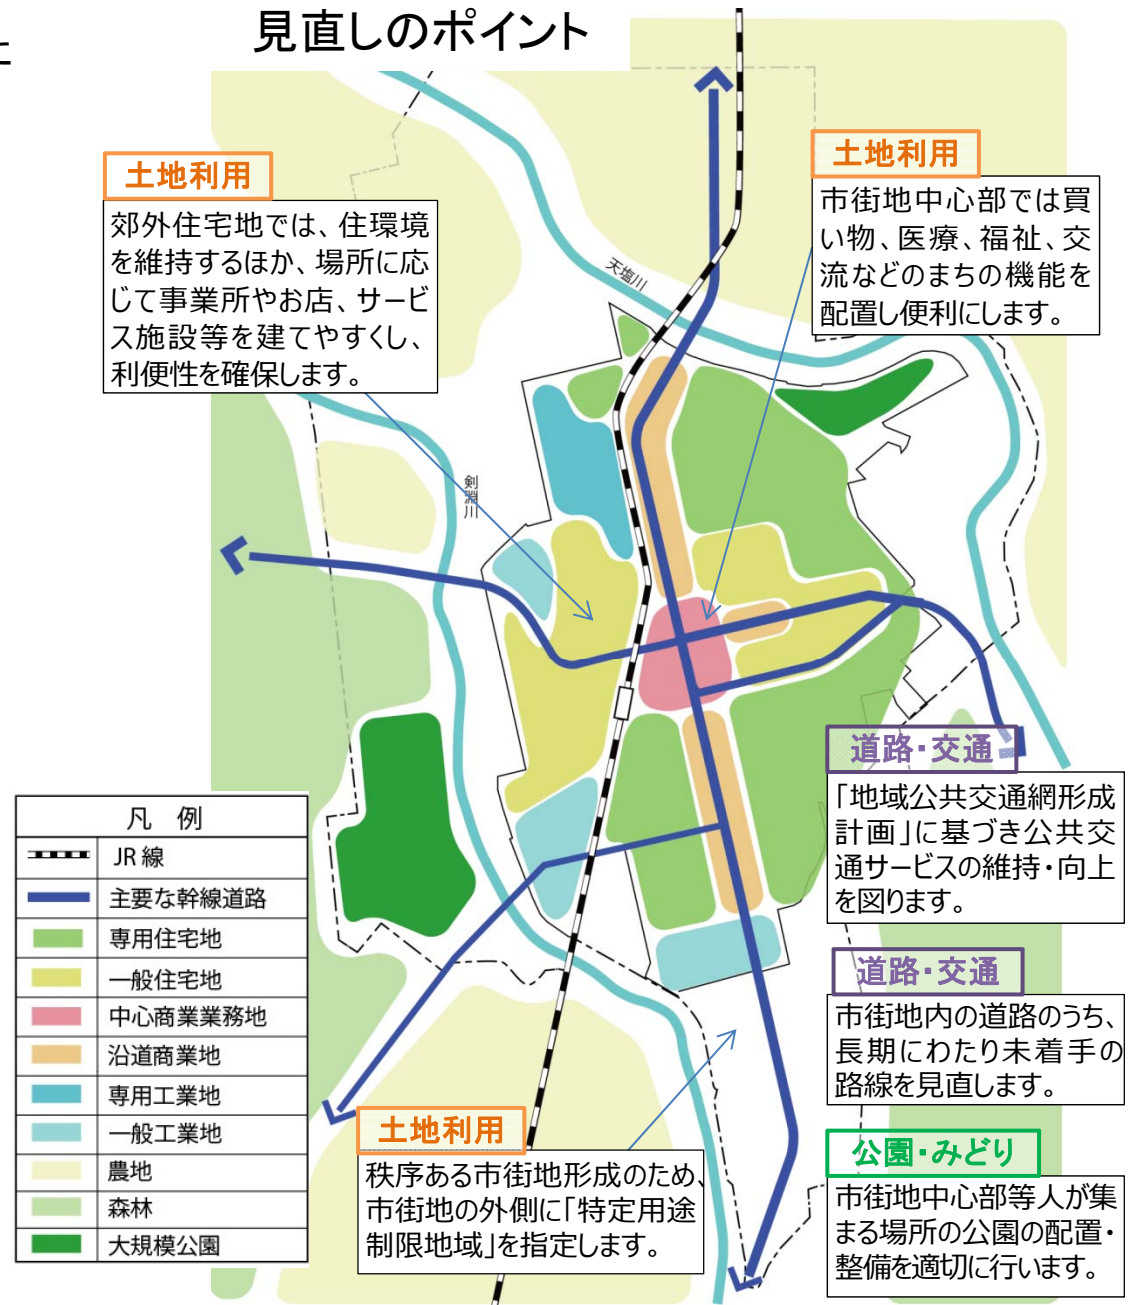 見直しのポイント
土地利用
郊外住宅地では、住環境
を維持するほか、場所に応
じて事業所やお店、サービ
ス施設等を建てやすくし、
利便性を確保します。
土地利用
市街地中心部では買
い物、医療、福祉、交
流などのまちの機能を
配置し便利にします。
天塩川
剣淵川
道路・交通
「地域公共交通網形成
計画」に基づき公共交
通サービスの維持・向上
を図ります。
道路・交通
市街地内の道路のうち、
長期にわたり未着手の
路線を見直します。
公園・みどり
市街地中心部等人が集
まる場所の公園の配置・
整備を適切に行います。
土地利用
秩序ある市街地形成のため、
市街地の外側に「特定用途
制限地域」を指定します。
凡 例
JR 線
主要な幹線道路
専用住宅地
一般住宅地
中心商業業務地
沿道商業地
専用工業地
一般工業地
農地
森林
大規模公園